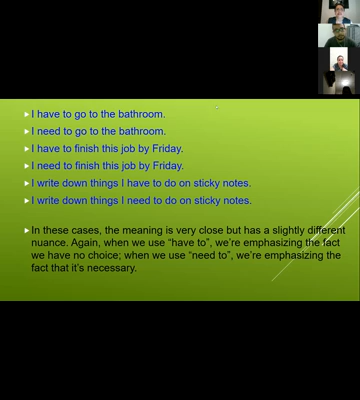 I have to go to the bathroom.
I need to go to the bathroom.
I have to finish this job by Friday.
I need to finish this job by Friday.
I write down things I have to do on sticky notes.
I write down things I need to do on sticky notes.
In these cases, the meaning is very close but has a slightly different
nuance. Again, when we use “have to”, we’re emphasizing the fact
we have no choice; when we use “need to”, we’re emphasizing the
fact that it’s necessary.